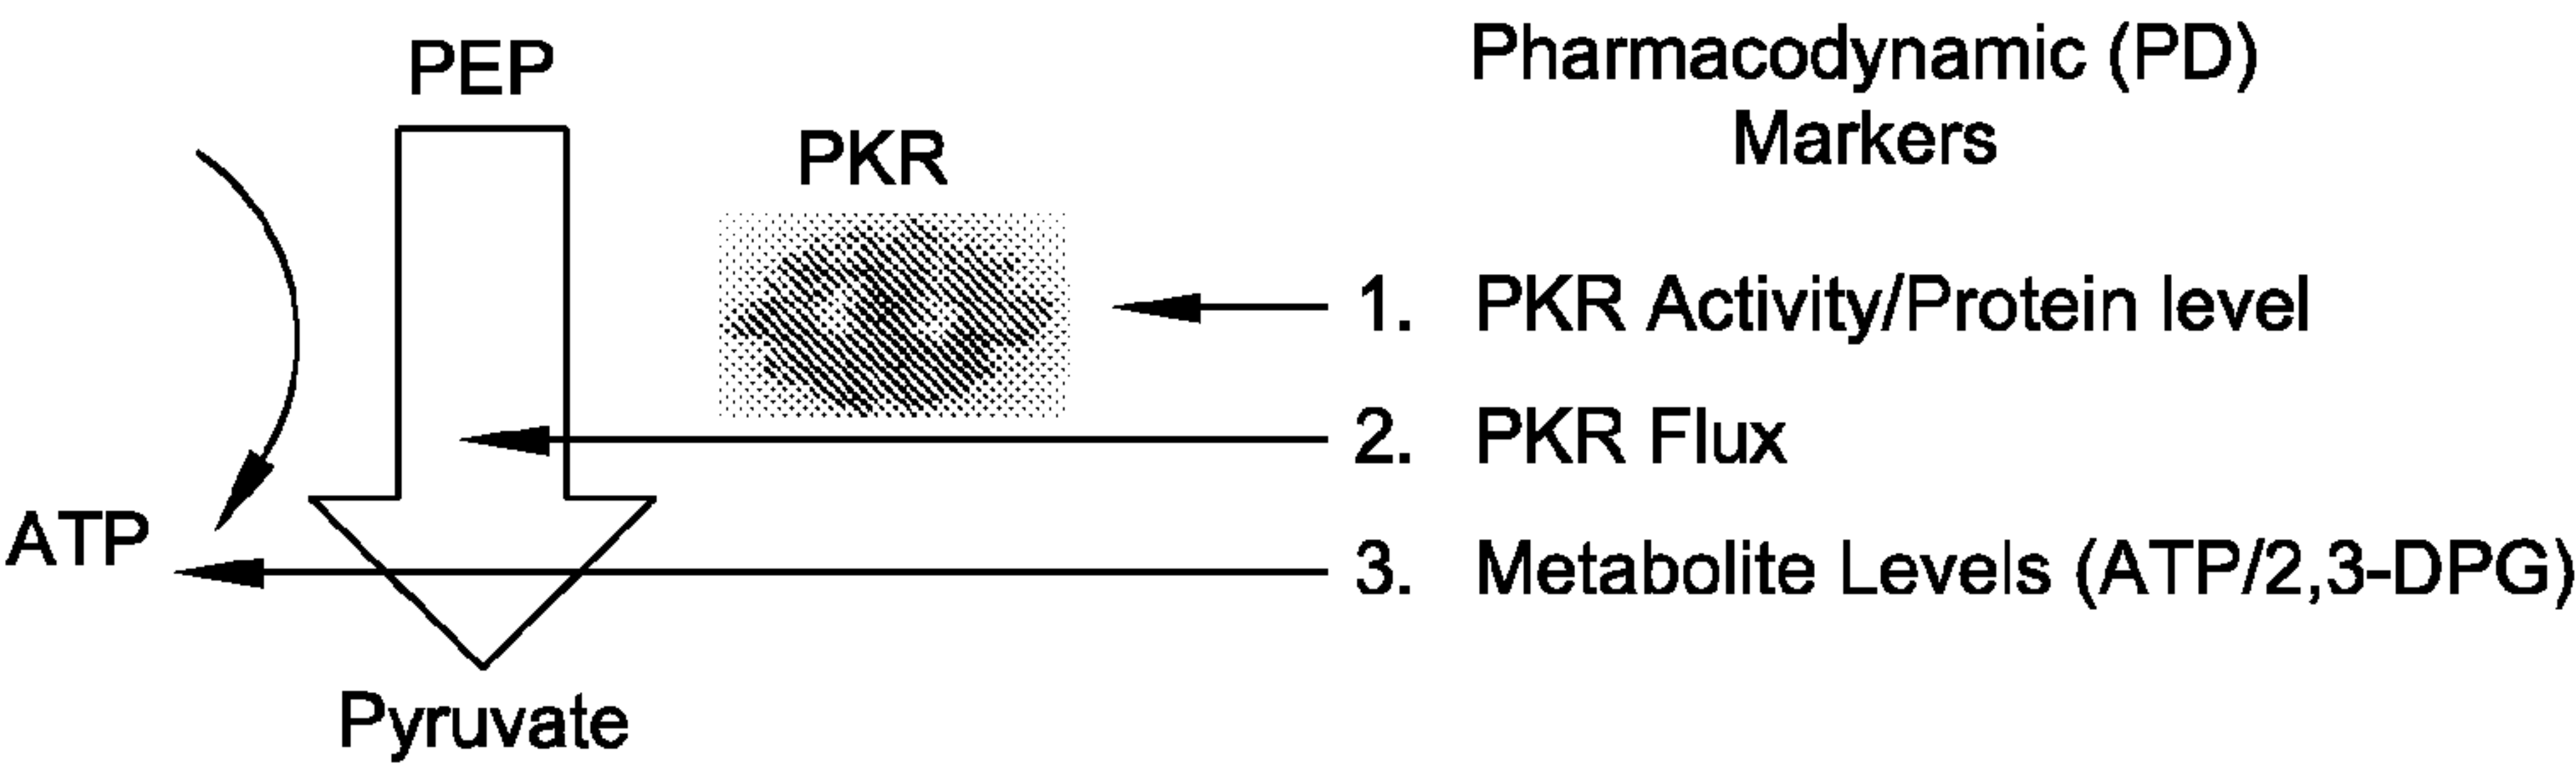 PEP
PKR
ATP
Pyruvate
Pharmacodynamic (PD)
Markers
1. PKR Activity/Protein level
2. PKR Flux
3. Metabolite Levels (ATP/2,3-DPG)